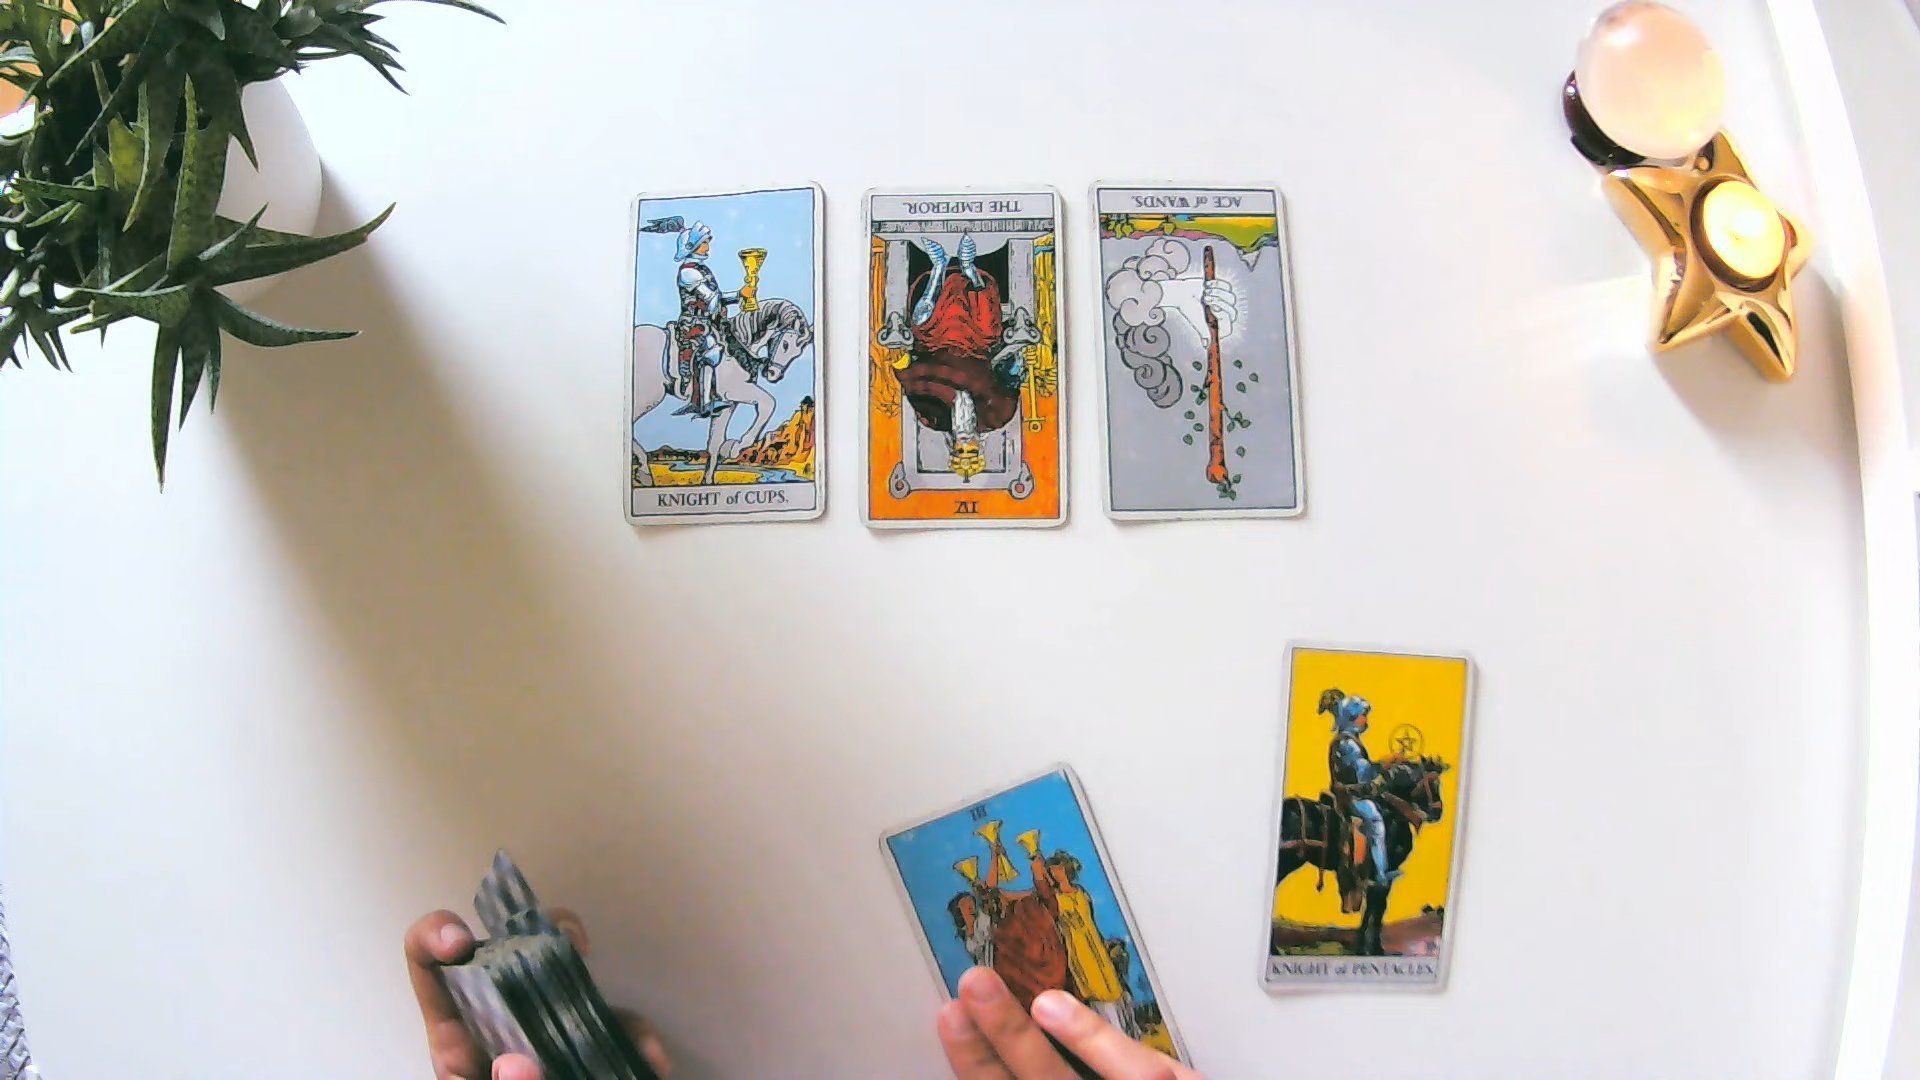 KNIGHT of CUPS.
THE EMPEROR.
IV
ACE of WANDS.
III
KNIGHT of PENTACLES.